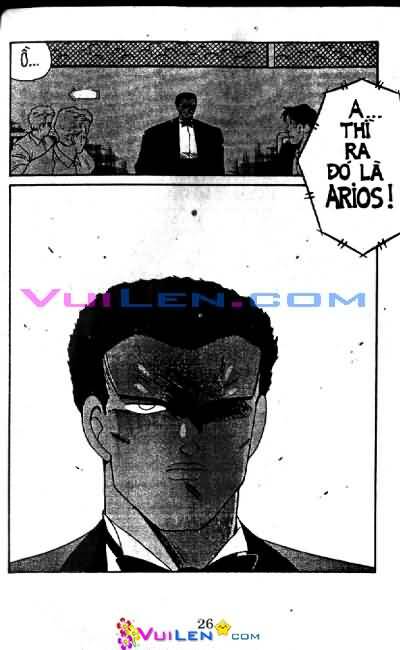 Ồ...
A...
THÌ
RA
ĐÓ LÀ
ARIOS!
VUILEN.COM
26
VUILEN.COM